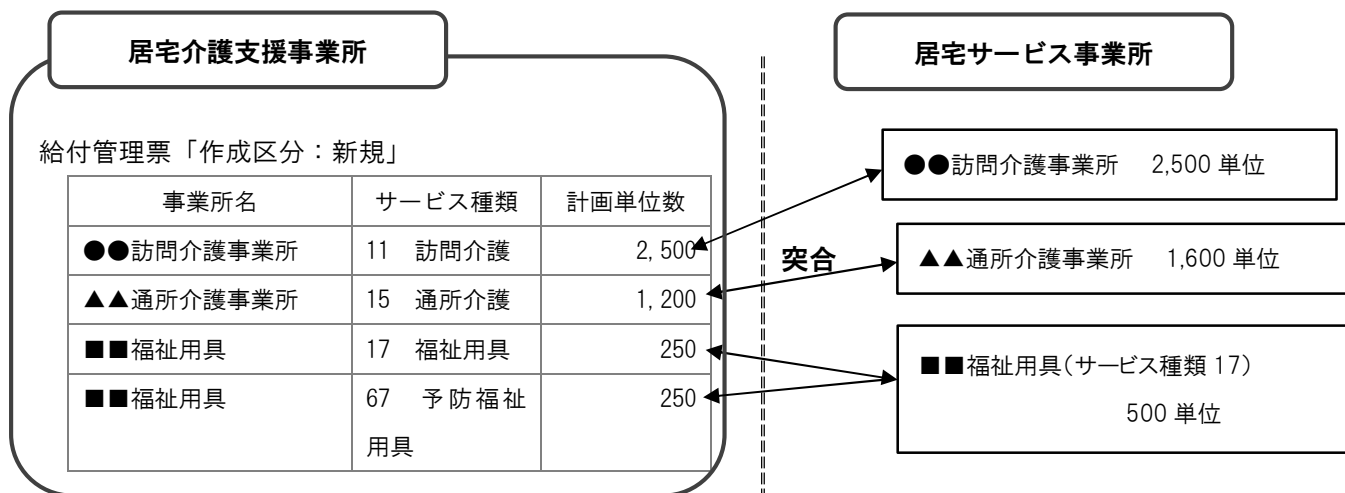 居宅介護支援事業所
居宅サービス事業所
給付管理票「作成区分：新規」
事業所名 サービス種類 計画単位数
●●訪問介護事業所 11 訪問介護 2,500
▲▲通所介護事業所 15 通所介護 1,200
■■福祉用具 17 福祉用具 250
■■福祉用具 67 予防福祉 250
用具
突合
●●訪問介護事業所 2,500 単位
▲▲通所介護事業所 1,600 単位
■■福祉用具(サービス種類 17)
500 単位